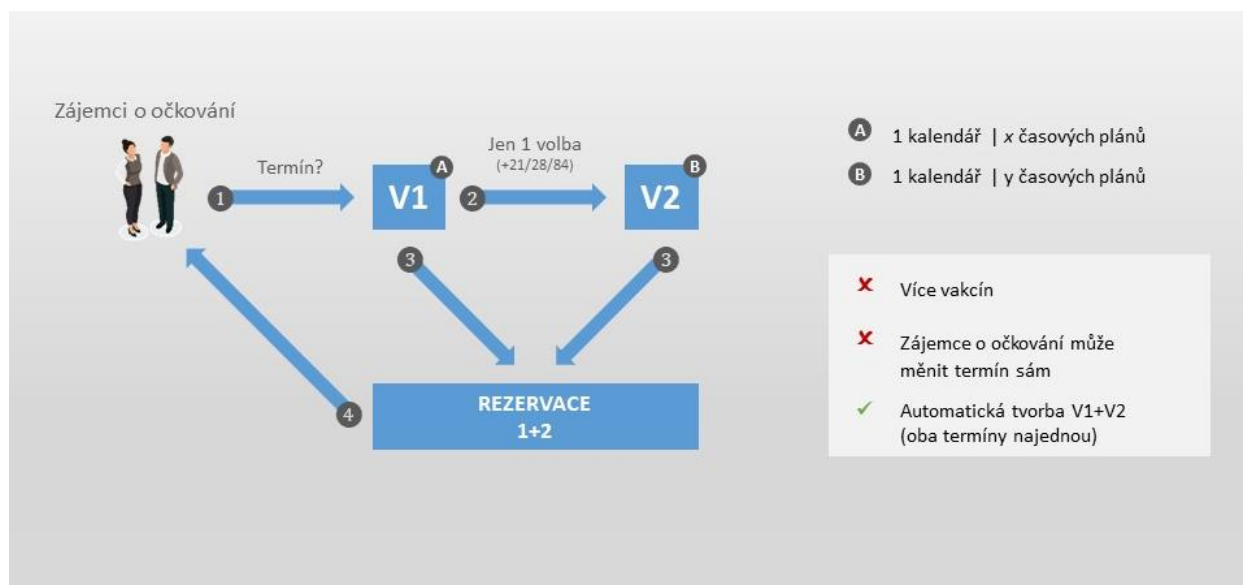 Zájemci o očkování
1
Termín?
V1
A
2
Jen 1 volba
(+21/28/84)
V2
B
3
3
REZERVACE
1+2
4
A 1 kalendář | x časových plánů
B 1 kalendář | y časových plánů
✘ Více vakcín
✘ Zájemce o očkování může
měnit termín sám
✓ Automatická tvorba V1+V2
(oba termíny najednou)